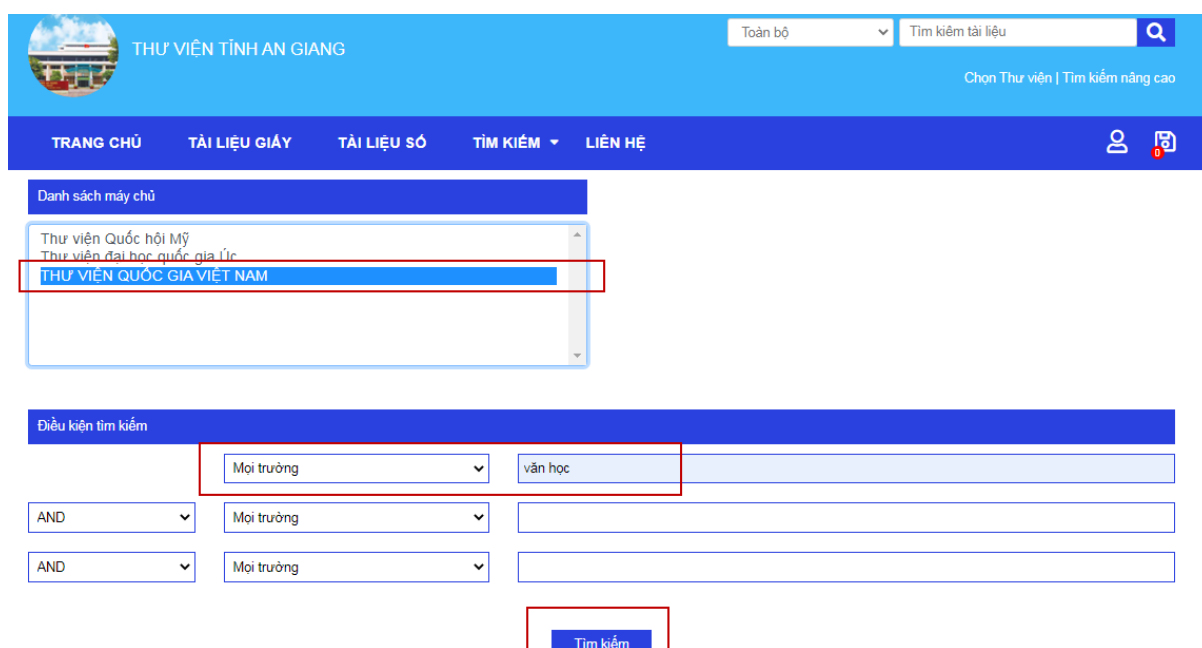 THƯ VIỆN TỈNH AN GIANG
Toàn bộ
Tìm kiếm tài liệu
Chọn Thư viện | Tìm kiếm nâng cao
TRANG CHỦ TÀI LIỆU GIẤY TÀI LIỆU SỐ TÌM KIẾM LIÊN HỆ
0
Danh sách máy chủ
Thư viện Quốc hội Mỹ
Thư viện đại học quốc gia Úc
THƯ VIỆN QUỐC GIA VIỆT NAM
Điều kiện tìm kiếm
Mọi trường văn học
AND Mọi trường
AND Mọi trường
Tìm kiếm